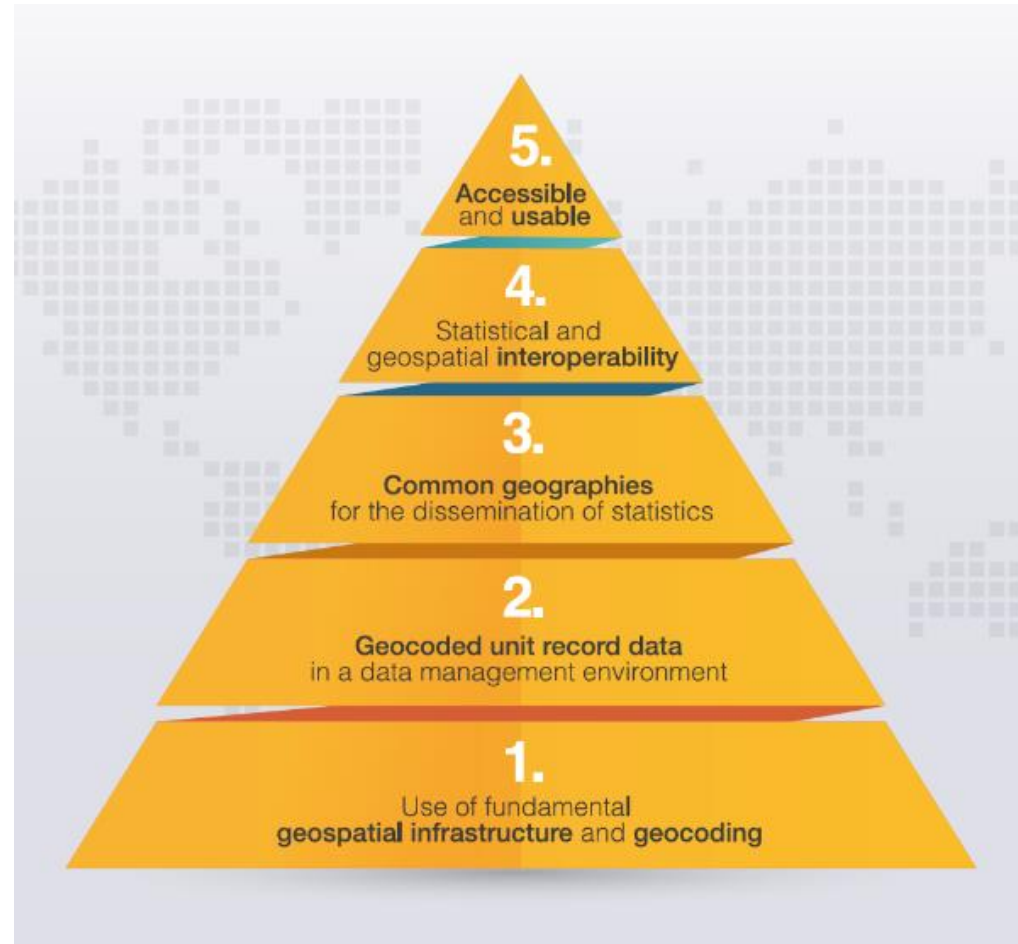 5.
Accessible
and usable
4.
Statistical and
geospatial interoperability
3.
Common geographies
for the dissemination of statistics
2.
Geocoded unit record data
in a data management environment
1.
Use of fundamental
geospatial infrastructure and geocoding